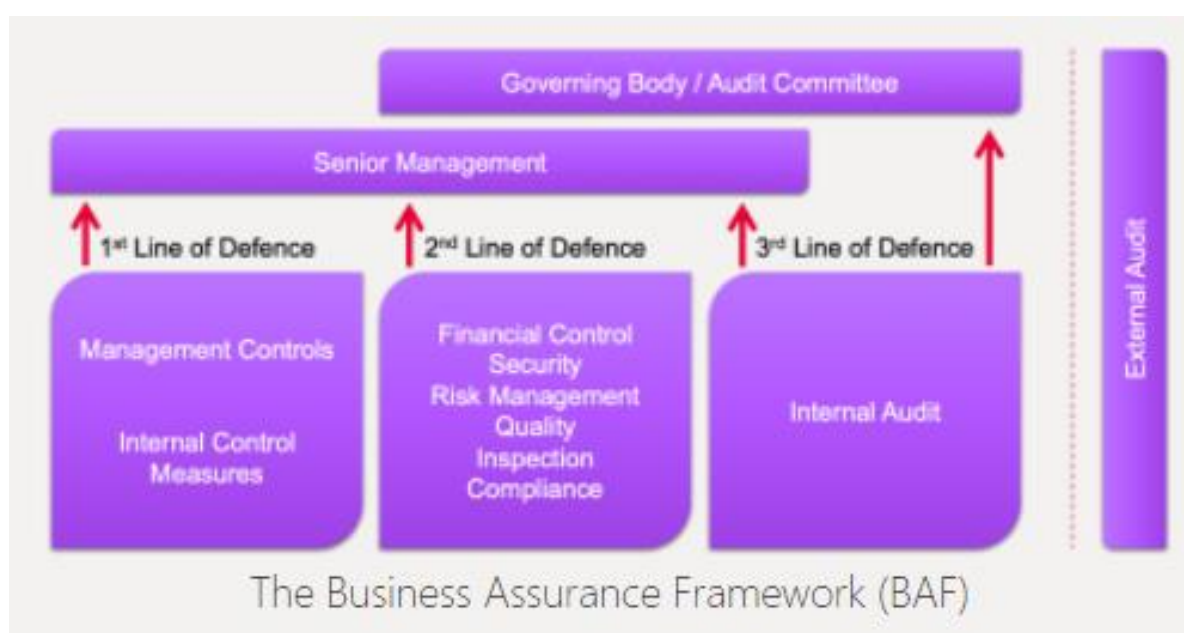 Governing Body / Audit Committee
Senior Management
1st Line of Defence
2nd Line of Defence
3rd Line of Defence
Management Controls
Internal Control
Measures
Financial Control
Security
Risk Management
Quality
Inspection
Compliance
Internal Audit
External Audit
The Business Assurance Framework (BAF)